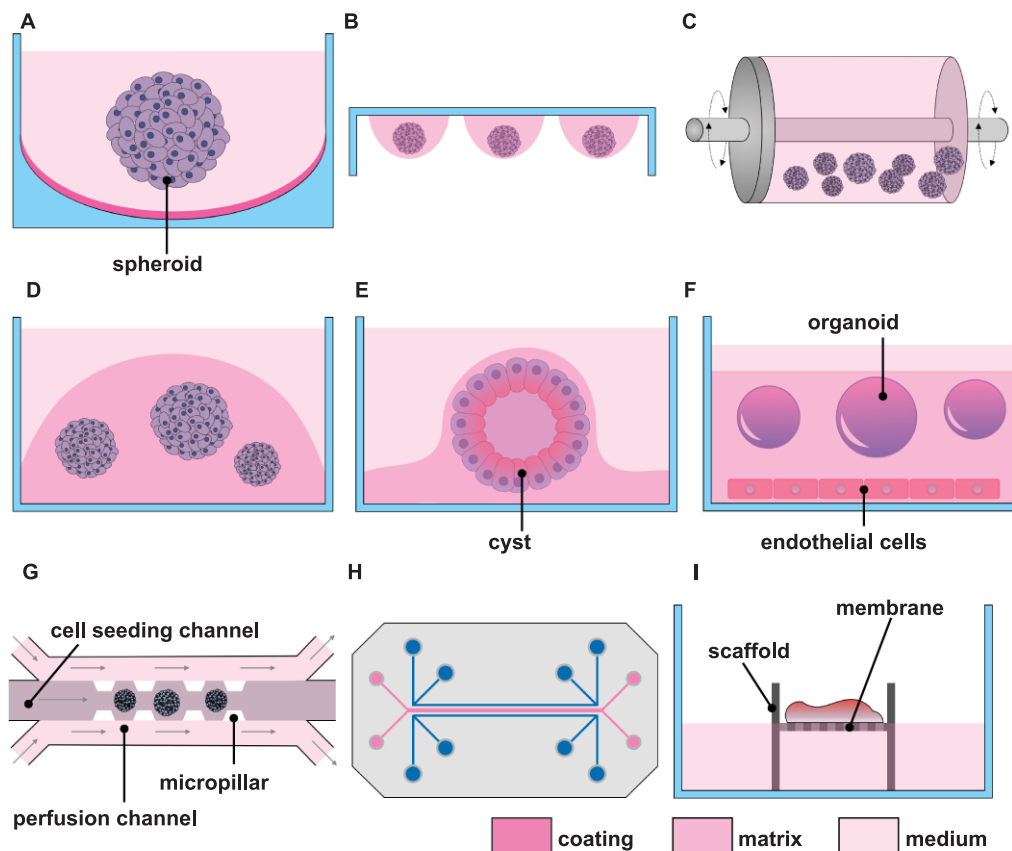 A
B
C
spheroid
D
E
F
organoid
cyst
endothelial cells
G
H
I
cell seeding channel
membrane
scaffold
micropillar
perfusion channel
coating
matrix
medium